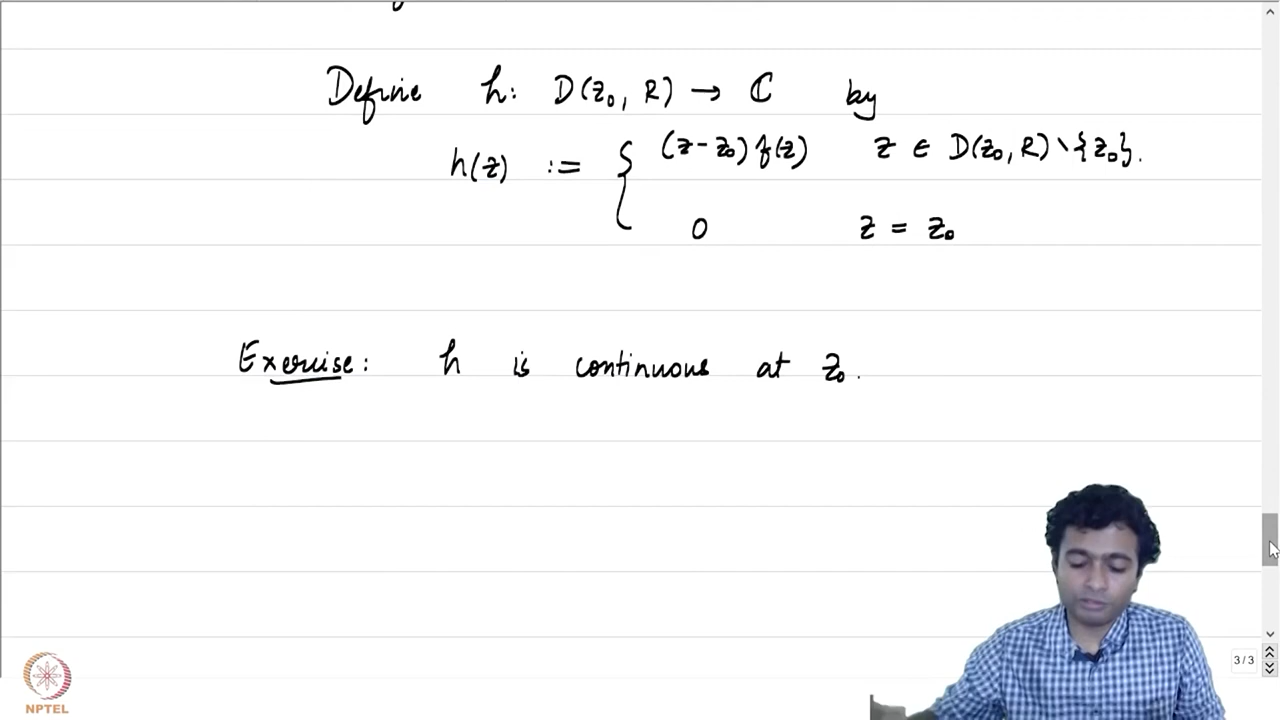 Define h: D(z₀, R) → ℂ by
h(z) := { (z - z₀) f(z) z ∈ D(z₀, R) \ {z₀}.
0 z = z₀
Exercise: h is continuous at z₀.
3 / 3
NPTEL